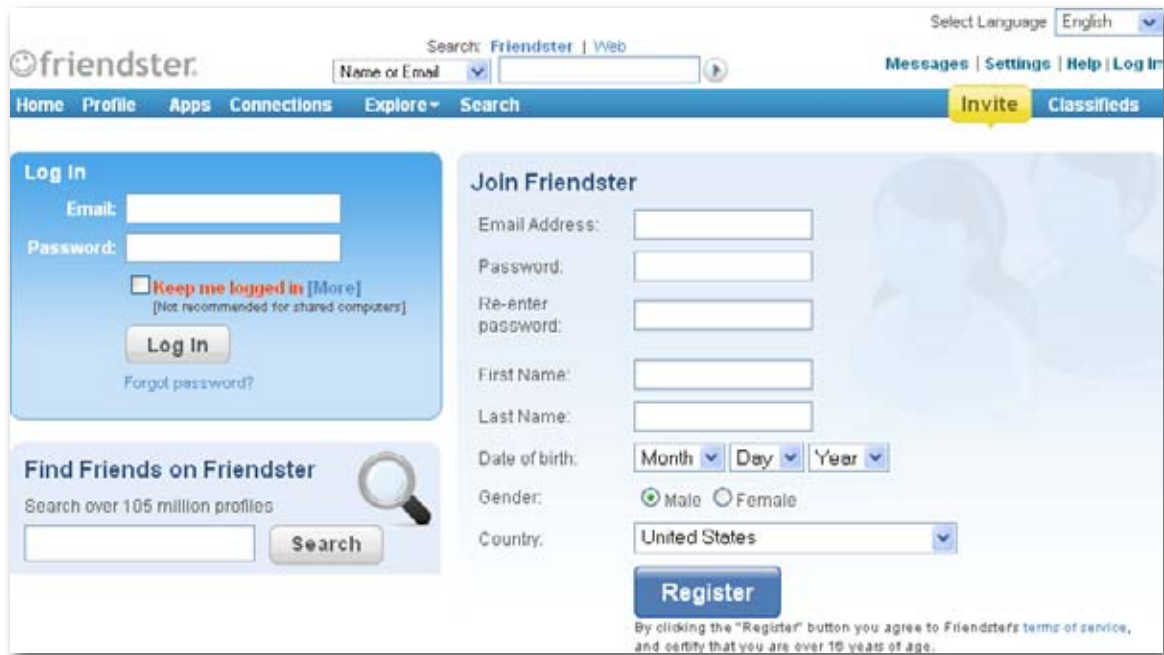 Select Language English
friendster.
Search: Friendster | Web
Name or Email
Messages | Settings | Help | Log In
Home Profile Apps Connections Explore Search Invite Classifieds
Log In
Email:
Password:
Keep me logged in [More]
[Not recommended for shared computers]
Log In
Forgot password?
Find Friends on Friendster
Search over 105 million profiles
Search
Join Friendster
Email Address:
Password:
Re-enter
password:
First Name:
Last Name:
Date of birth: Month Day Year
Gender: Male Female
Country: United States
Register
By clicking the "Register" button you agree to Friendster's terms of service,
and certify that you are over 16 years of age.